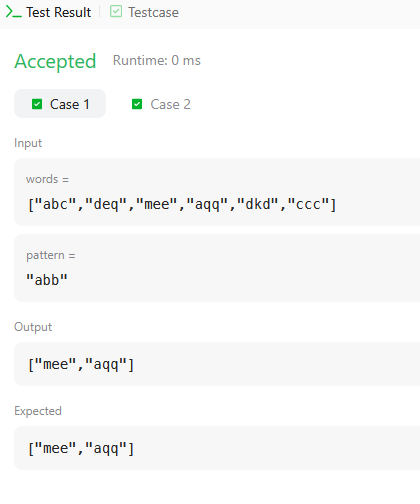 Test Result Testcase
Accepted Runtime: 0 ms
Case 1 Case 2
Input
words =
["abc","deq","mee","aqq","dkd","ccc"]
pattern =
"abb"
Output
["mee","aqq"]
Expected
["mee","aqq"]